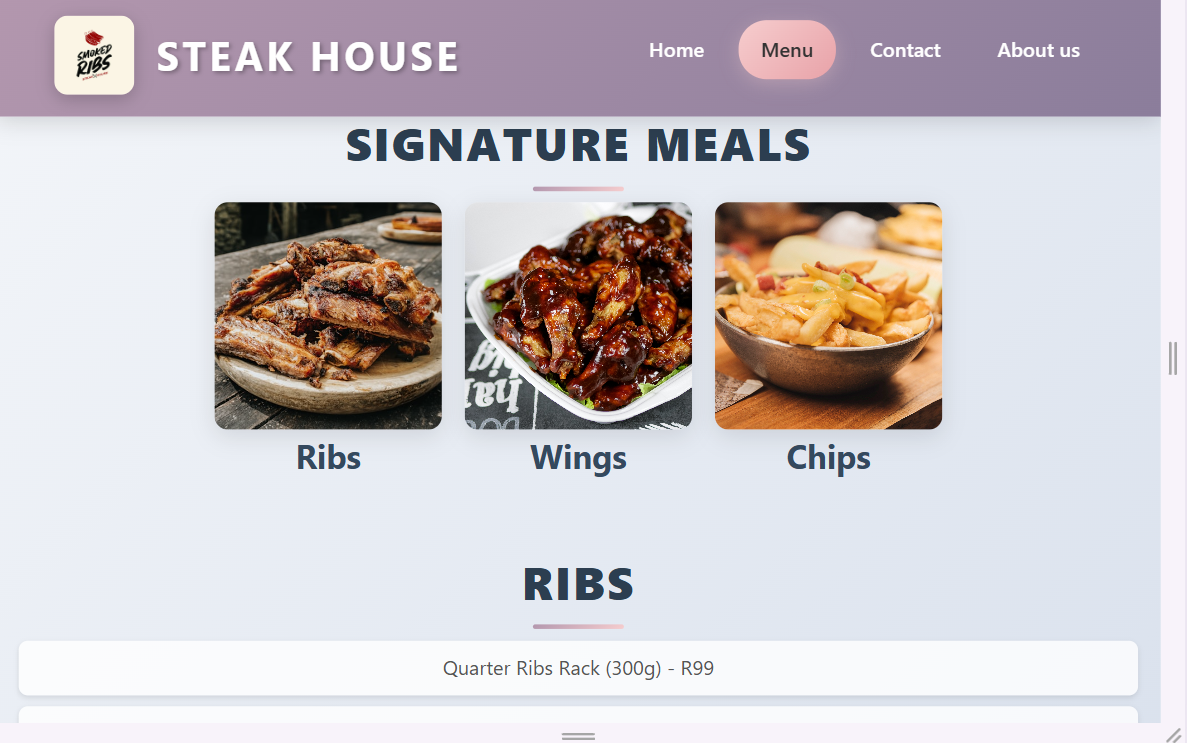 SMOKED
RIBS
STEAK HOUSE
Home
Menu
Contact
About us
SIGNATURE MEALS
Ribs
Wings
Chips
RIBS
Quarter Ribs Rack (300g) - R99